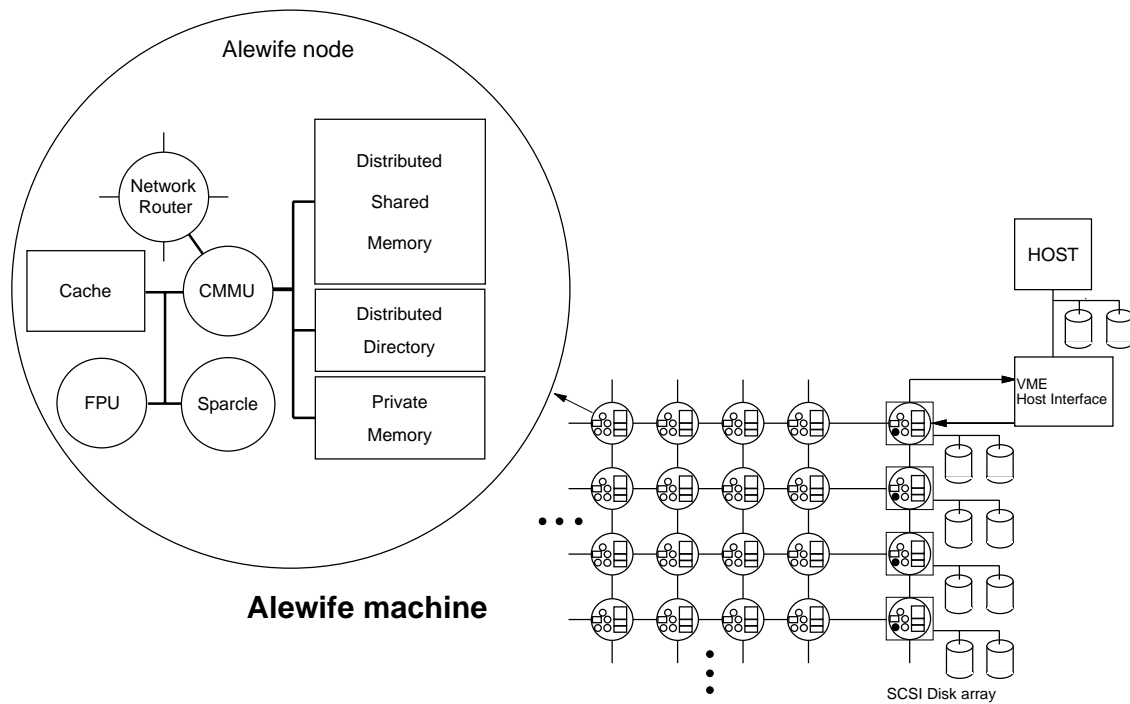 Alewife node
Distributed
Shared
Memory
Network
Router
Cache
CMMU
Distributed
Directory
FPU
Sparcle
Private
Memory
HOST
VME
Host Interface
Alewife machine
SCSI Disk array